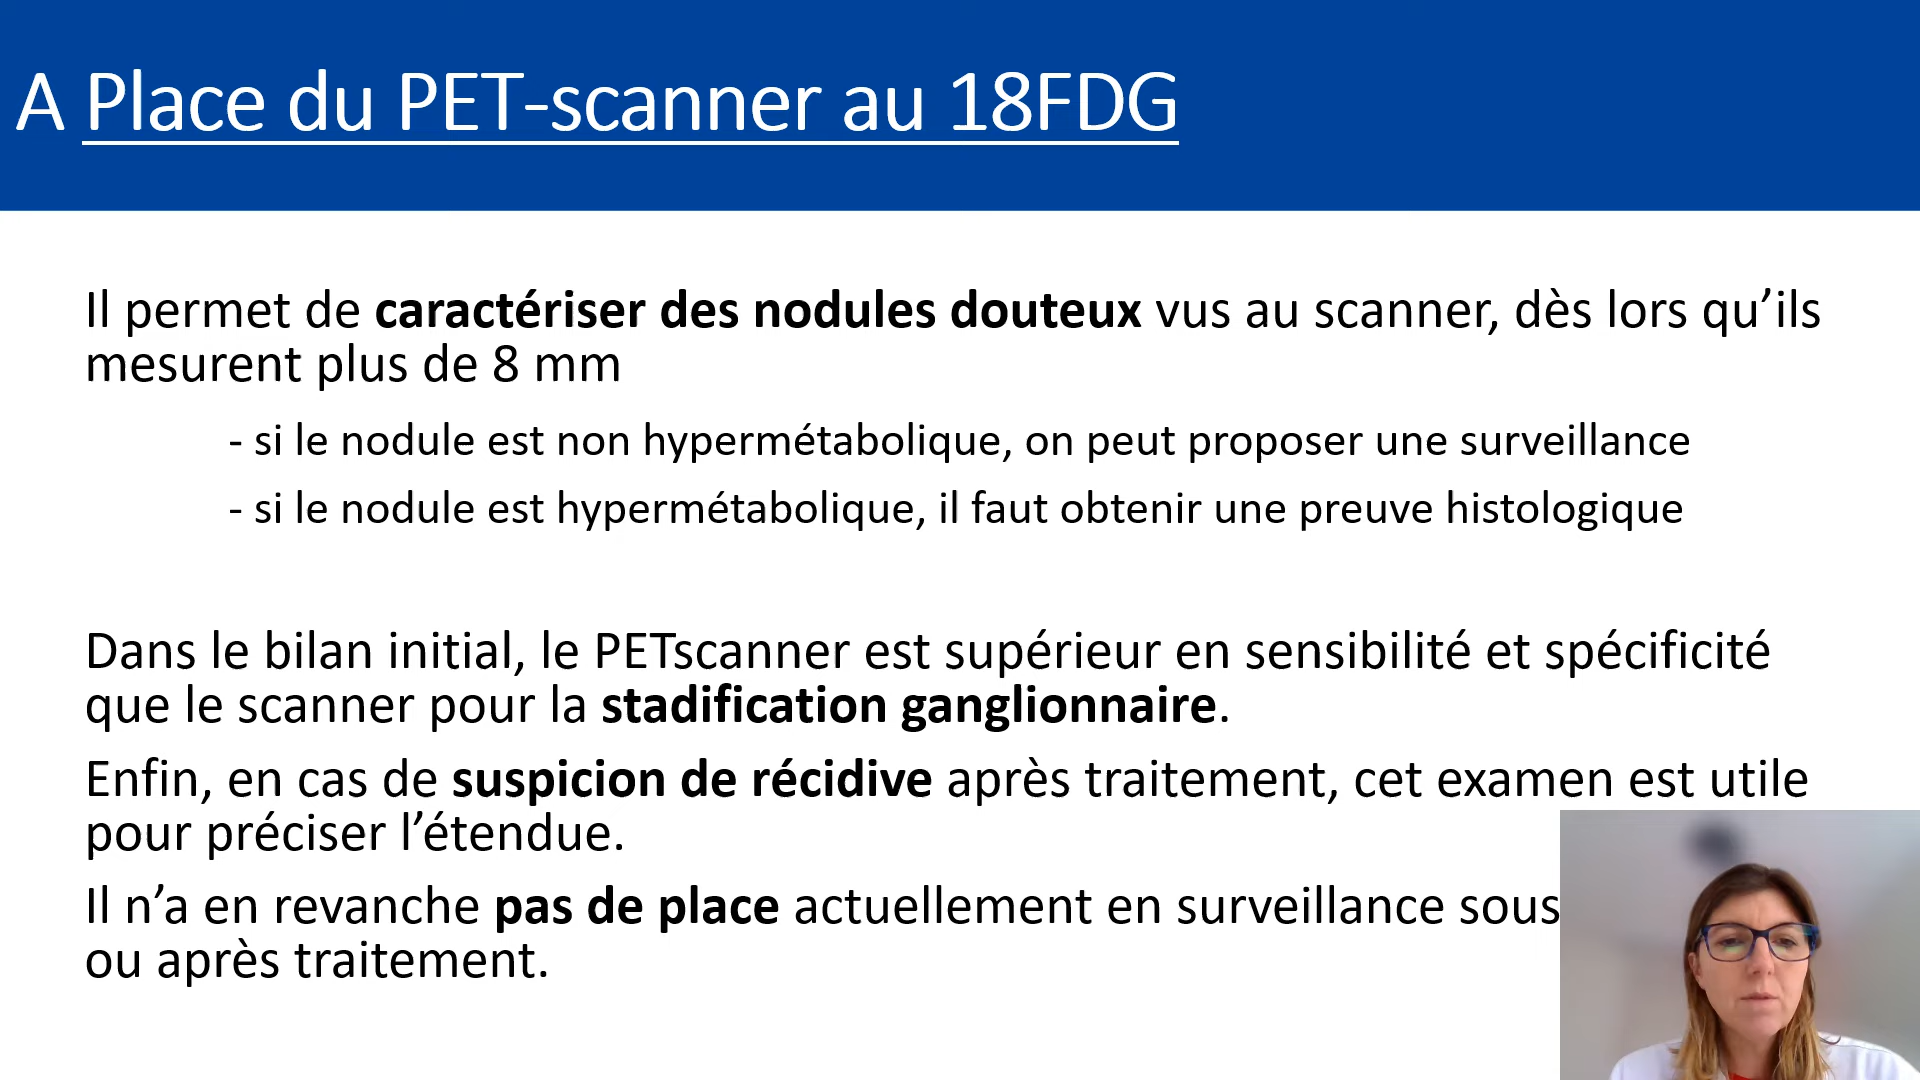 A Place du PET-scanner au 18FDG
Il permet de caractériser des nodules douteux vus au scanner, dès lors qu’ils
mesurent plus de 8 mm
- si le nodule est non hypermétabolique, on peut proposer une surveillance
- si le nodule est hypermétabolique, il faut obtenir une preuve histologique
Dans le bilan initial, le PETscanner est supérieur en sensibilité et spécificité
que le scanner pour la stadification ganglionnaire.
Enfin, en cas de suspicion de récidive après traitement, cet examen est utile
pour préciser l’étendue.
Il n’a en revanche pas de place actuellement en surveillance sous
ou après traitement.